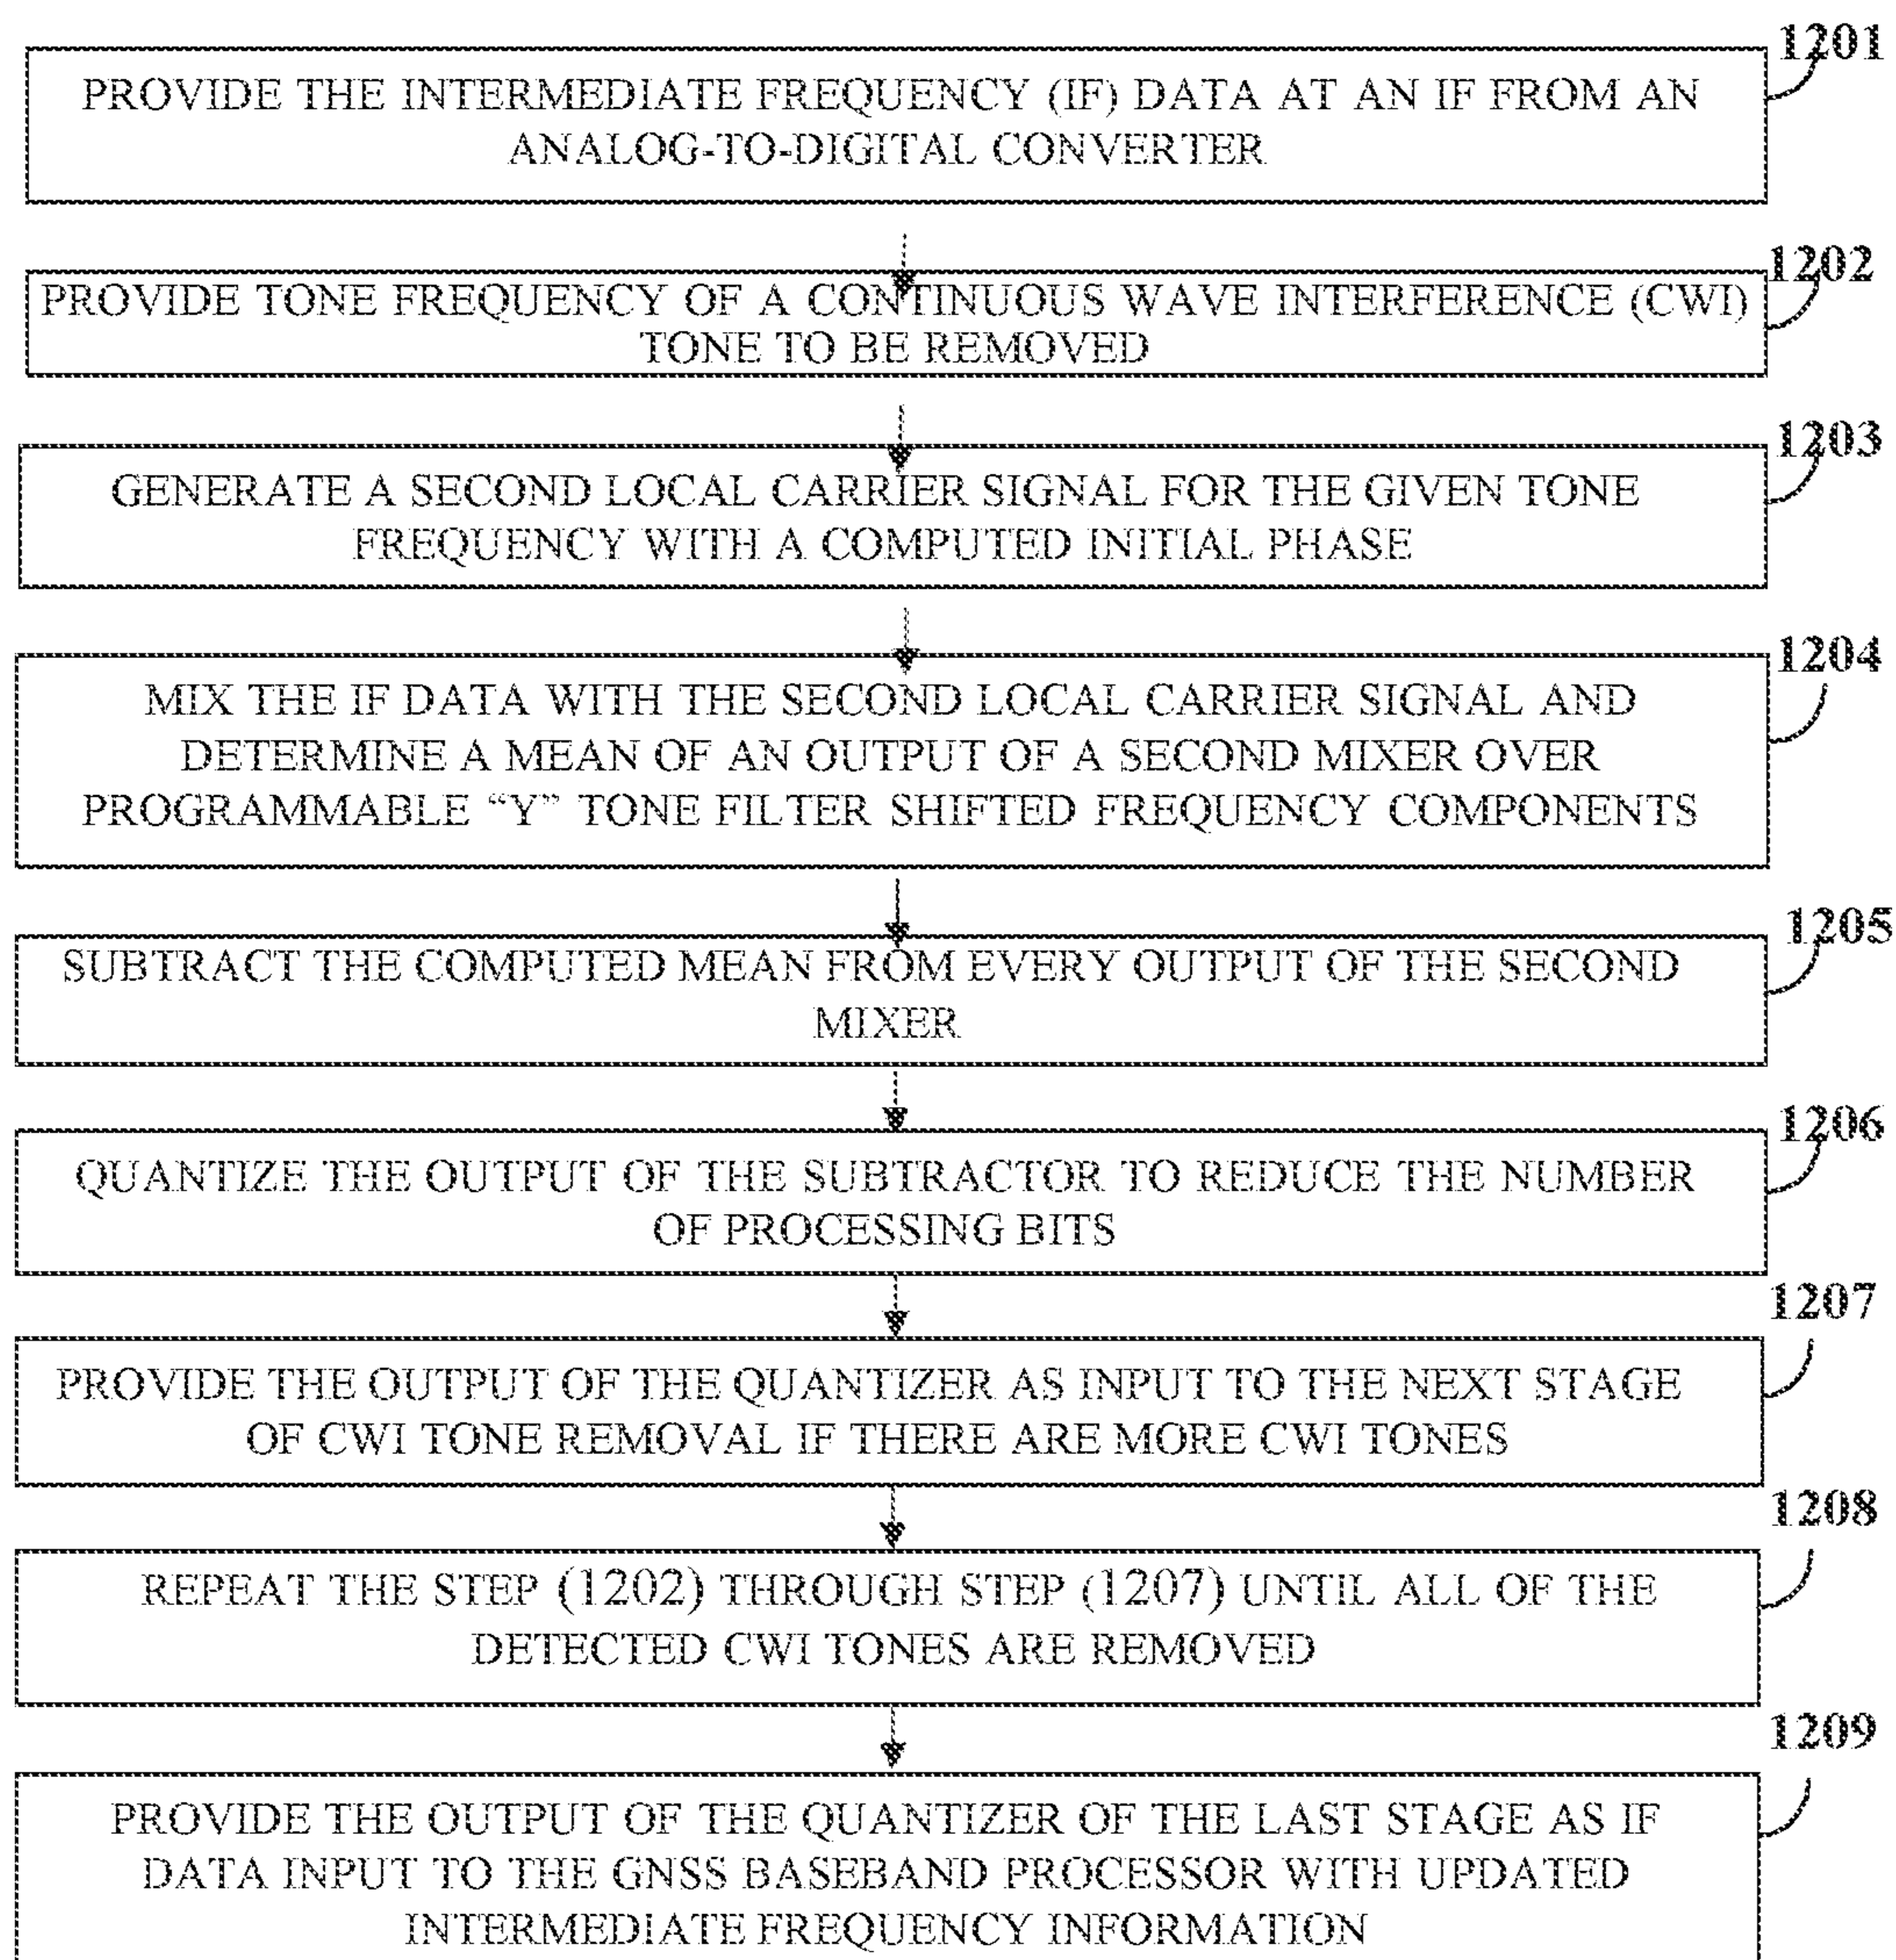 1201
PROVIDE THE INTERMEDIATE FREQUENCY (IF) DATA AT AN IF FROM AN
ANALOG-TO-DIGITAL CONVERTER
1202
PROVIDE TONE FREQUENCY OF A CONTINUOUS WAVE INTERFERENCE (CWI)
TONE TO BE REMOVED
1203
GENERATE A SECOND LOCAL CARRIER SIGNAL FOR THE GIVEN TONE
FREQUENCY WITH A COMPUTED INITIAL PHASE
1204
MIX THE IF DATA WITH THE SECOND LOCAL CARRIER SIGNAL AND
DETERMINE A MEAN OF AN OUTPUT OF A SECOND MIXER OVER
PROGRAMMABLE “Y” TONE FILTER SHIFTED FREQUENCY COMPONENTS
1205
SUBTRACT THE COMPUTED MEAN FROM EVERY OUTPUT OF THE SECOND
MIXER
1206
QUANTIZE THE OUTPUT OF THE SUBTRACTOR TO REDUCE THE NUMBER
OF PROCESSING BITS
1207
PROVIDE THE OUTPUT OF THE QUANTIZER AS INPUT TO THE NEXT STAGE
OF CWI TONE REMOVAL IF THERE ARE MORE CWI TONES
1208
REPEAT THE STEP (1202) THROUGH STEP (1207) UNTIL ALL OF THE
DETECTED CWI TONES ARE REMOVED
1209
PROVIDE THE OUTPUT OF THE QUANTIZER OF THE LAST STAGE AS IF
DATA INPUT TO THE GNSS BASEBAND PROCESSOR WITH UPDATED
INTERMEDIATE FREQUENCY INFORMATION